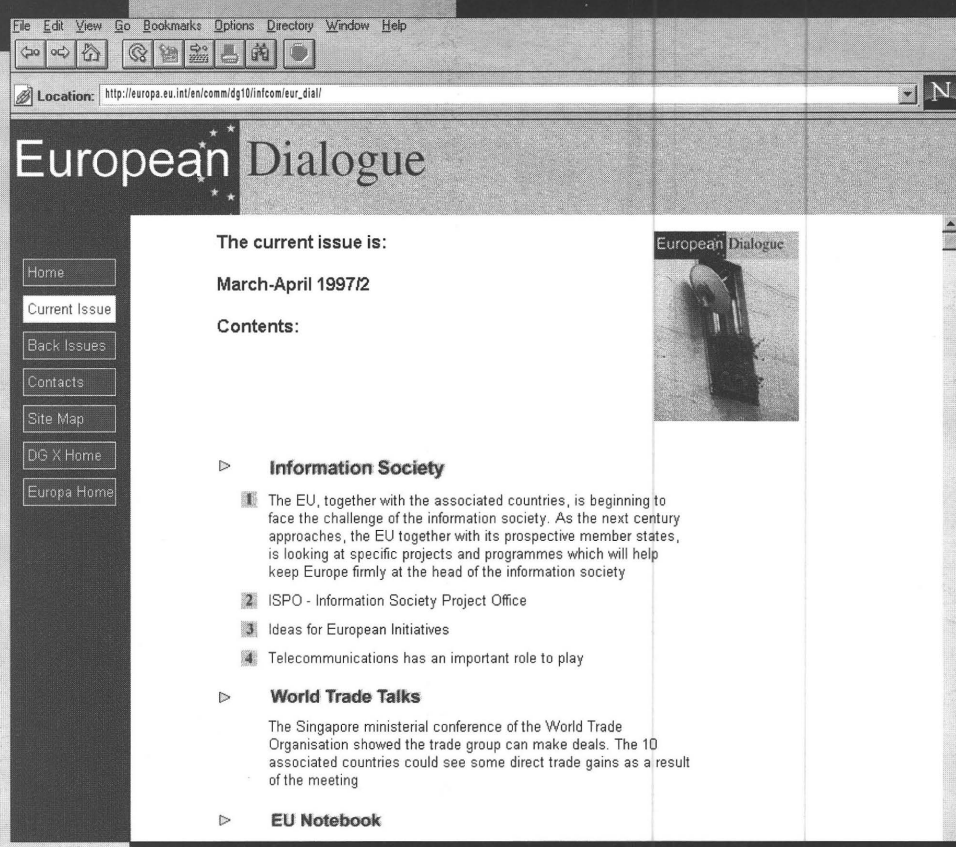 File Edit View Go Bookmarks Options Directory Window Help
Location: http://europa.eu.int/en/comm/dg10/infcom/eur_dial/
N
European Dialogue
The current issue is:
March-April 1997/2
Contents:
European Dialogue
Home
Current Issue
Back Issues
Contacts
Site Map
DG X Home
Europa Home
Information Society
1 The EU, together with the associated countries, is beginning to
face the challenge of the information society. As the next century
approaches, the EU together with its prospective member states,
is looking at specific projects and programmes which will help
keep Europe firmly at the head of the information society
2 ISPO - Information Society Project Office
3 Ideas for European Initiatives
4 Telecommunications has an important role to play
World Trade Talks
The Singapore ministerial conference of the World Trade
Organisation showed the trade group can make deals. The 10
associated countries could see some direct trade gains as a result
of the meeting
EU Notebook